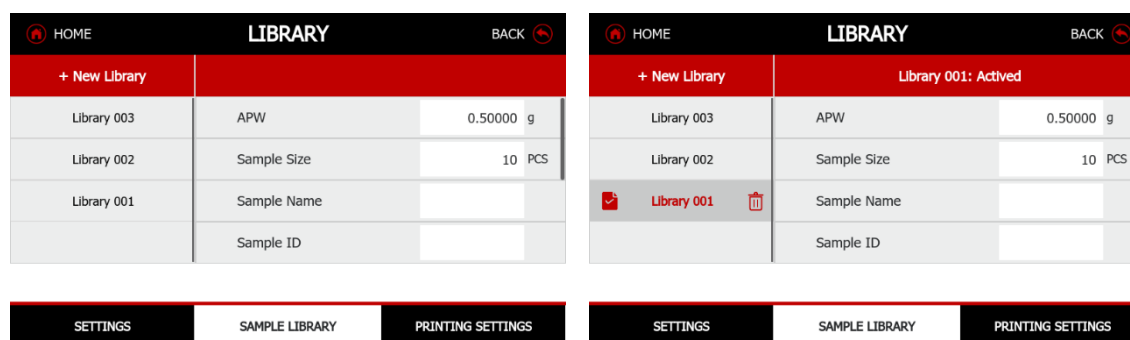 HOME LIBRARY BACK
+ New Library
Library 003 APW 0.50000 g
Library 002 Sample Size 10 PCS
Library 001 Sample Name
Sample ID
SETTINGS SAMPLE LIBRARY PRINTING SETTINGS
HOME LIBRARY BACK
+ New Library Library 001: Actived
Library 003 APW 0.50000 g
Library 002 Sample Size 10 PCS
Library 001 Sample Name
Sample ID
SETTINGS SAMPLE LIBRARY PRINTING SETTINGS